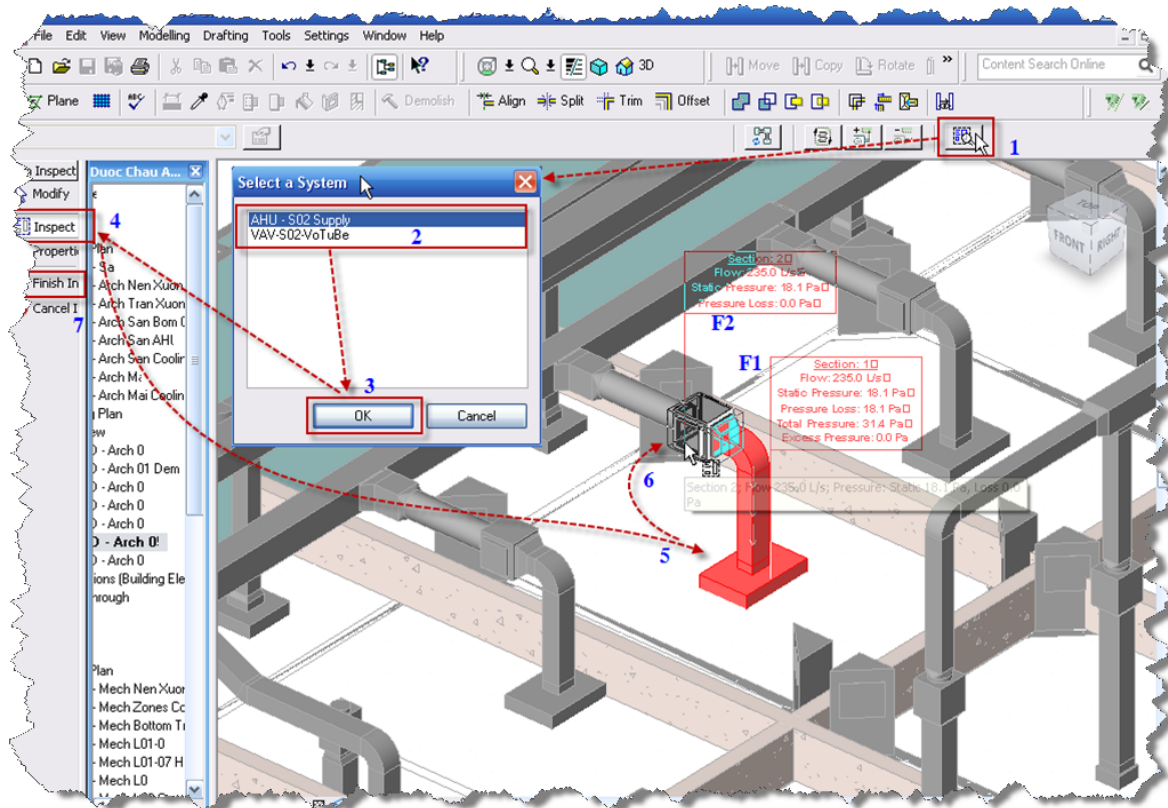 File Edit View Modelling Drafting Tools Settings Window Help
3D Move Copy Rotate » Content Search Online
Plane Demolish Align Split Trim Offset
1
Inspect
Modify
Inspect
4
Finish In
7
Duoc Chau A...
Plan
- Sa
- Arch Nen Xuon
- Arch Tran Xuon
- Arch San Bom
- Arch San AHL
- Arch San Coolin
- Arch Mai Coolin
Plan
- Arch 0
- Arch 01 Dem
- Arch 0
- Arch 0
- Arch 0
- Arch 0
ions (Building Ele
hrough
Plan
- Mech Nen Xuon
- Mech Zones Co
- Mech Bottom
- Mech L01-0
- Mech L01-07 H
- Mech L0
Select a System
AHU - S02 Supply
VAV-S02-VoTuBe
2
3
OK Cancel
Section: 2
Flow: 235.0 L/s
Static Pressure: 18.1 Pa
Pressure Loss: 0.0 Pa
F2
F1
Section: 1
Flow: 235.0 L/s
Static Pressure: 18.1 Pa
Pressure Loss: 18.1 Pa
Total Pressure: 31.4 Pa
Excess Pressure: 0.0 Pa
6
Section 2; Flow 235.0 L/s; Pressure: Static 18.1 Pa, Loss 0.0
Pa
5
TOP
FRONT RIGHT